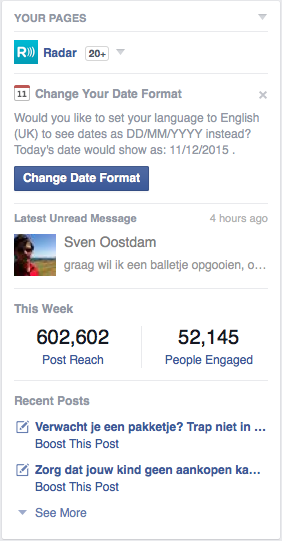 YOUR PAGES
R
Radar 20+
11 Change Your Date Format
Would you like to set your language to English
(UK) to see dates as DD/MM/YYYY instead?
Today's date would show as: 11/12/2015 .
Change Date Format
Latest Unread Message 4 hours ago
Sven Oostdam
graag wil ik een balletje opgooien, o...
This Week
602,602 52,145
Post Reach People Engaged
Recent Posts
Verwacht je een pakketje? Trap niet in ...
Boost This Post
Zorg dat jouw kind geen aankopen ka...
Boost This Post
See More